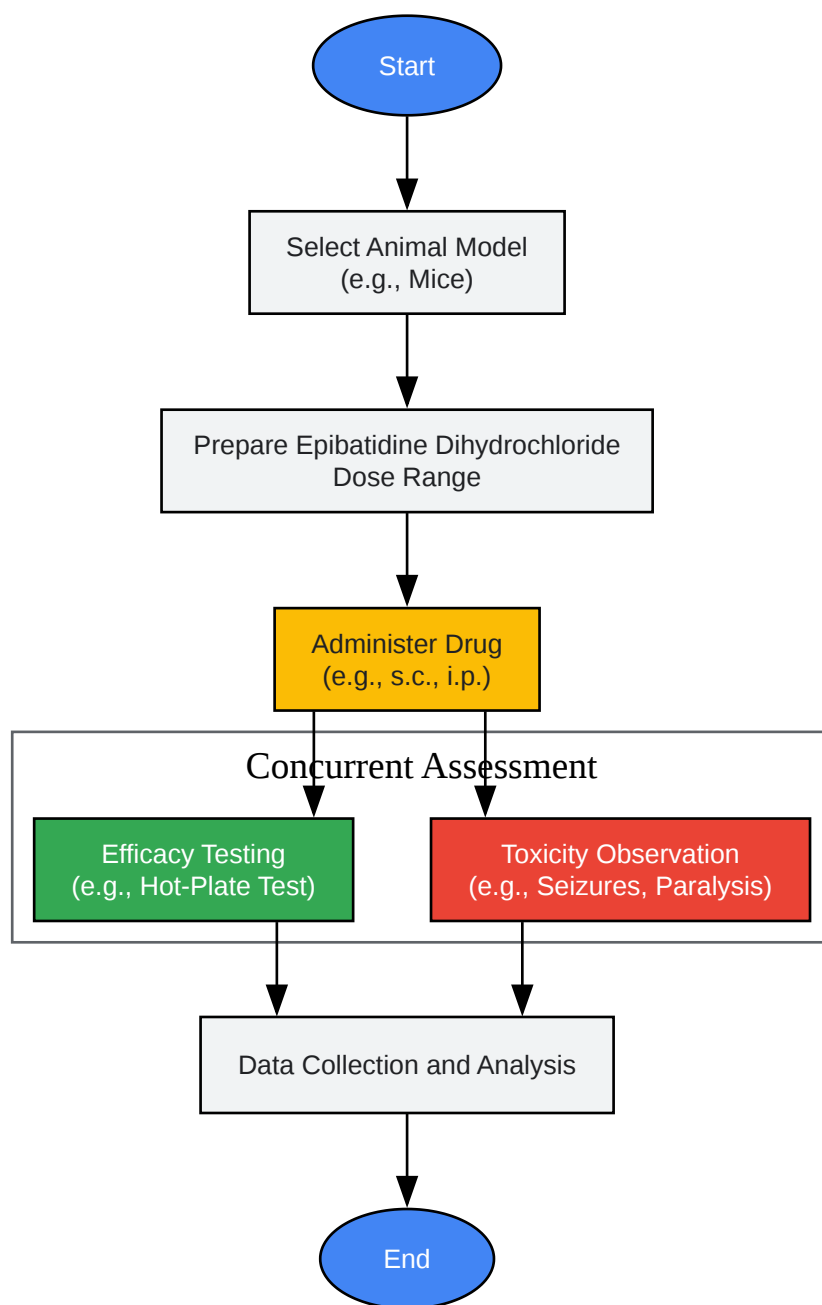 Start
Select Animal Model
(e.g., Mice)
Prepare Epibatidine Dihydrochloride
Dose Range
Administer Drug
(e.g., s.c., i.p.)
Concurrent Assessment
Efficacy Testing
(e.g., Hot-Plate Test)
Toxicity Observation
(e.g., Seizures, Paralysis)
Data Collection and Analysis
End